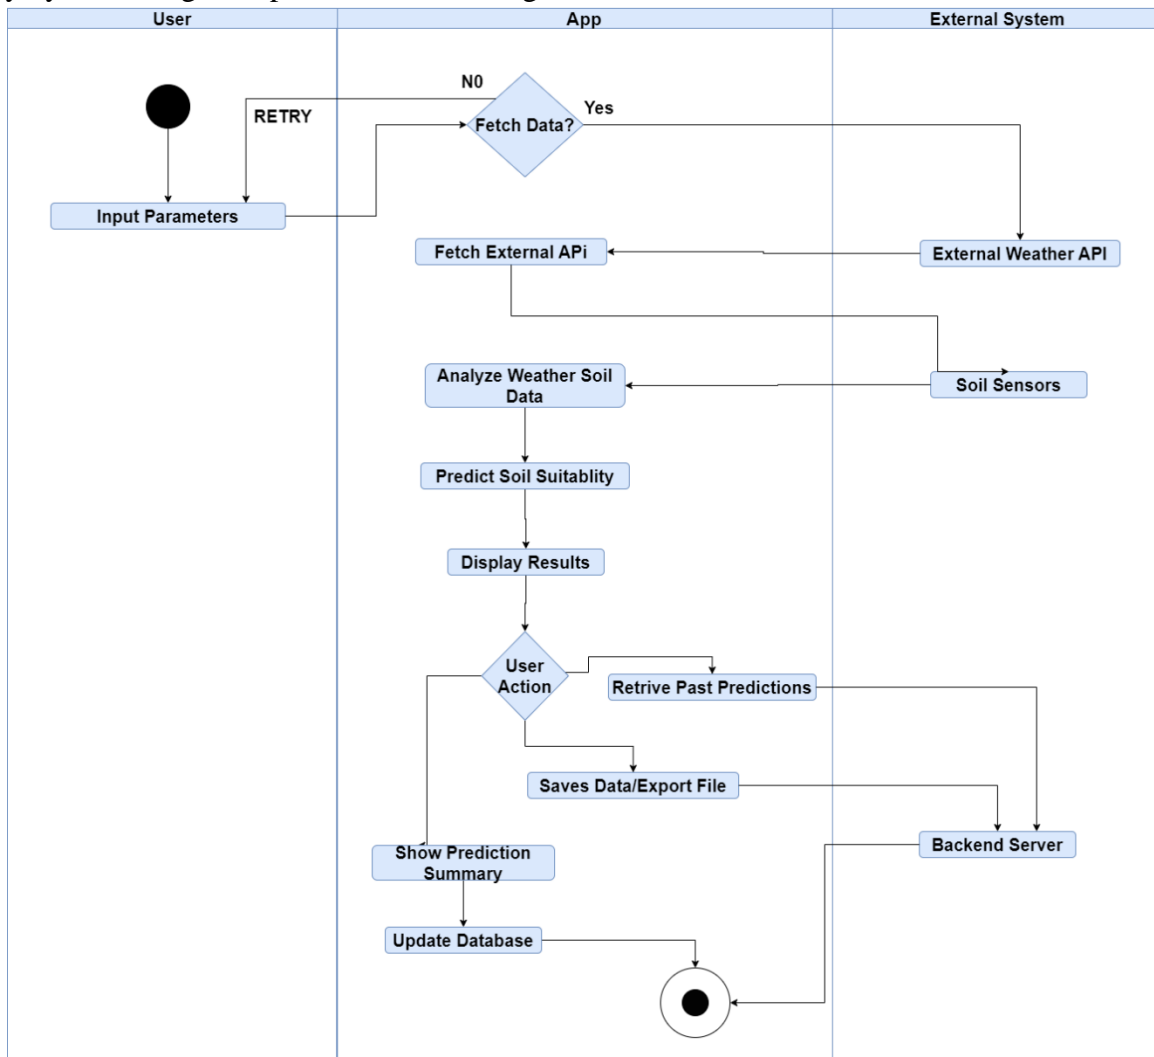 User
App
External System
N0
Yes
RETRY
Fetch Data?
Input Parameters
Fetch External APi
External Weather API
Analyze Weather Soil
Data
Soil Sensors
Predict Soil Suitablity
Display Results
User
Action
Retrive Past Predictions
Saves Data/Export File
Backend Server
Show Prediction
Summary
Update Database